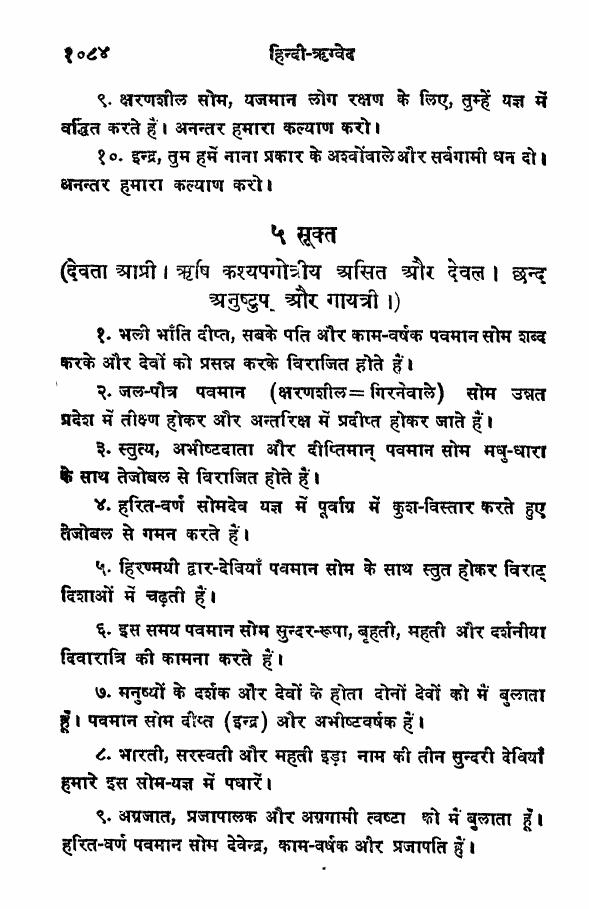 १०८४ हिन्दी-ऋग्वेद
९. क्षरणशील सोम, यजमान लोग रक्षण के लिए, तुम्हें यज्ञ में
वर्द्धित करते हैं। अनन्तर हमारा कल्याण करो।
१०. इन्द्र, तुम हमें नाना प्रकार के अश्वोंवाले और सर्वगामी धन दो।
अनन्तर हमारा कल्याण करो।
५ सूक्त
(देवता आप्री। ऋषि कश्यपगोत्रीय असित और देवल। छन्द
अनुष्टुप् और गायत्री।)
१. भली भाँति दीप्त, सबके पति और काम-वर्षक पवमान सोम शब्द
करके और देवों को प्रसन्न करके विराजित होते हैं।
२. जल-पौत्र पवमान (क्षरणशील=गिरनेवाले) सोम उन्नत
प्रदेश में तीक्ष्ण होकर और अन्तरिक्ष में प्रदीप्त होकर जाते हैं।
३. स्तुत्य, अभीष्टदाता और दीप्तिमान् पवमान सोम मधु-धारा
के साथ तेजोबल से विराजित होते हैं।
४. हरित-वर्ण सोमदेव यज्ञ में पूर्वाग्र में कुश-विस्तार करते हुए
तेजोबल से गमन करते हैं।
५. हिरण्मयी द्वार-देवियाँ पवमान सोम के साथ स्तुत होकर विराट्
दिशाओं में चढ़ती हैं।
६. इस समय पवमान सोम सुन्दर-रूपा, बृहती, महती और दर्शनीया
दिवारात्रि की कामना करते हैं।
७. मनुष्यों के दर्शक और देवों के होता दोनों देवों को मैं बुलाता
हूँ। पवमान सोम दीप्त (इन्द्र) और अभीष्टवर्षक हैं।
८. भारती, सरस्वती और महती इड़ा नाम की तीन सुन्दरी देवियाँ
हमारे इस सोम-यज्ञ में पधारें।
९. अग्रजात, प्रजापालक और अग्रगामी त्वष्टा को मैं बुलाता हूँ।
हरित-वर्ण पवमान सोम देवेन्द्र, काम-वर्षक और प्रजापति हैं।